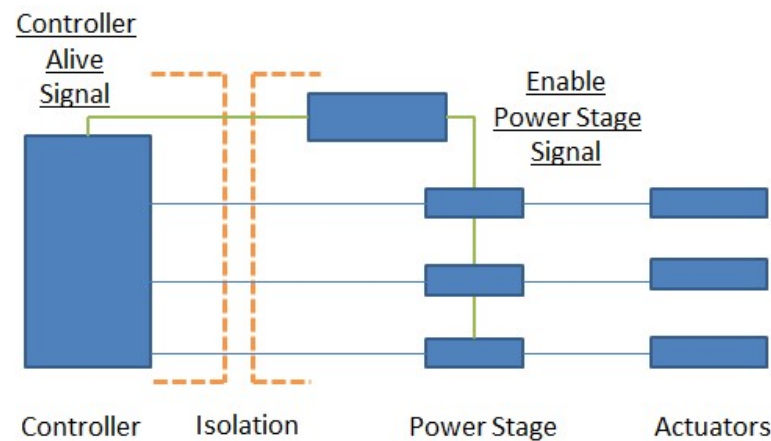 Controller
Alive
Signal
Enable
Power Stage
Signal
Controller
Isolation
Power Stage
Actuators